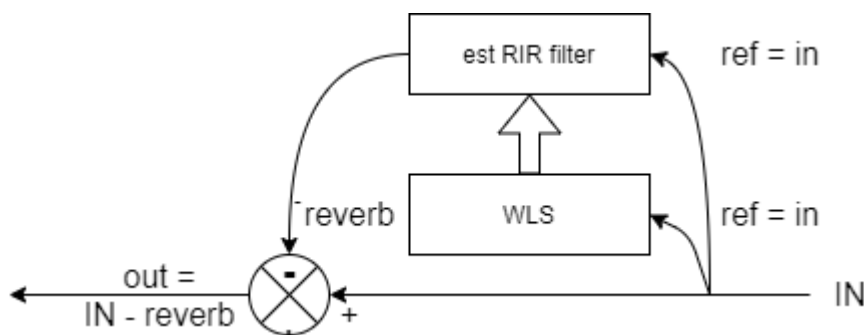 est RIR filter
ref = in
-reverb
WLS
ref = in
out =
IN - reverb
-
+
IN